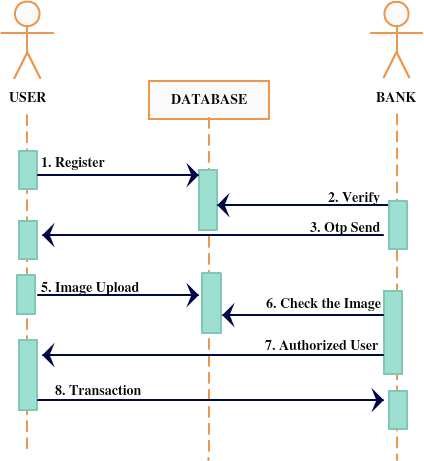 USER
DATABASE
BANK
1. Register
2. Verify
3. Otp Send
5. Image Upload
6. Check the Image
7. Authorized User
8. Transaction